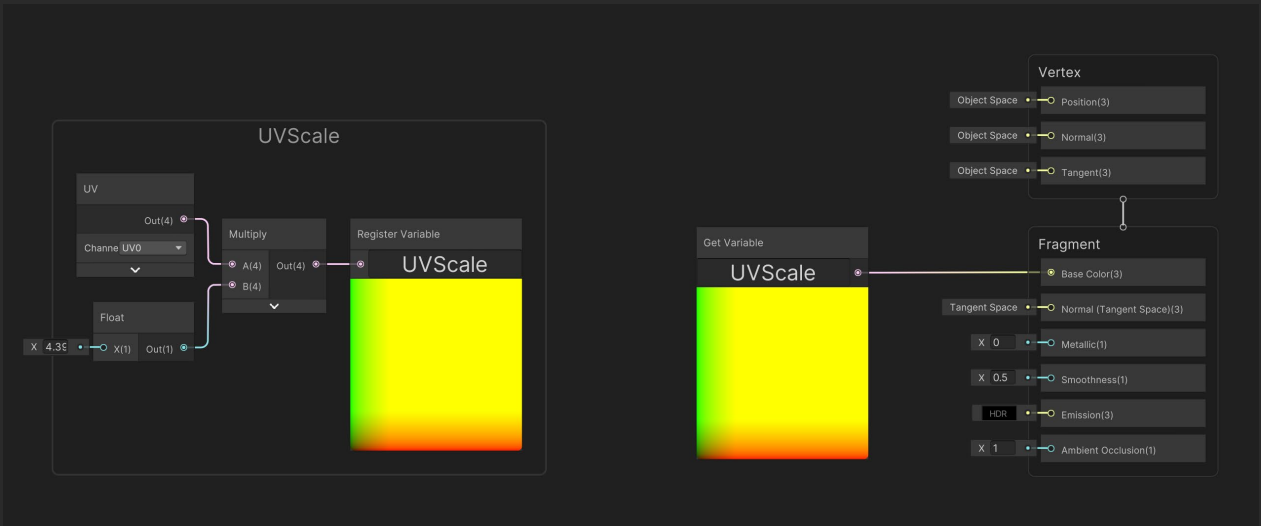 UVScale
UV
Out(4)
Channe UV0
Float
X 4.39
X(1) Out(1)
Multiply
A(4) Out(4)
B(4)
Register Variable
UVScale
Get Variable
UVScale
Vertex
Object Space Position(3)
Object Space Normal(3)
Object Space Tangent(3)
Fragment
Base Color(3)
Tangent Space Normal (Tangent Space)(3)
X 0 Metallic(1)
X 0.5 Smoothness(1)
HDR Emission(3)
X 1 Ambient Occlusion(1)